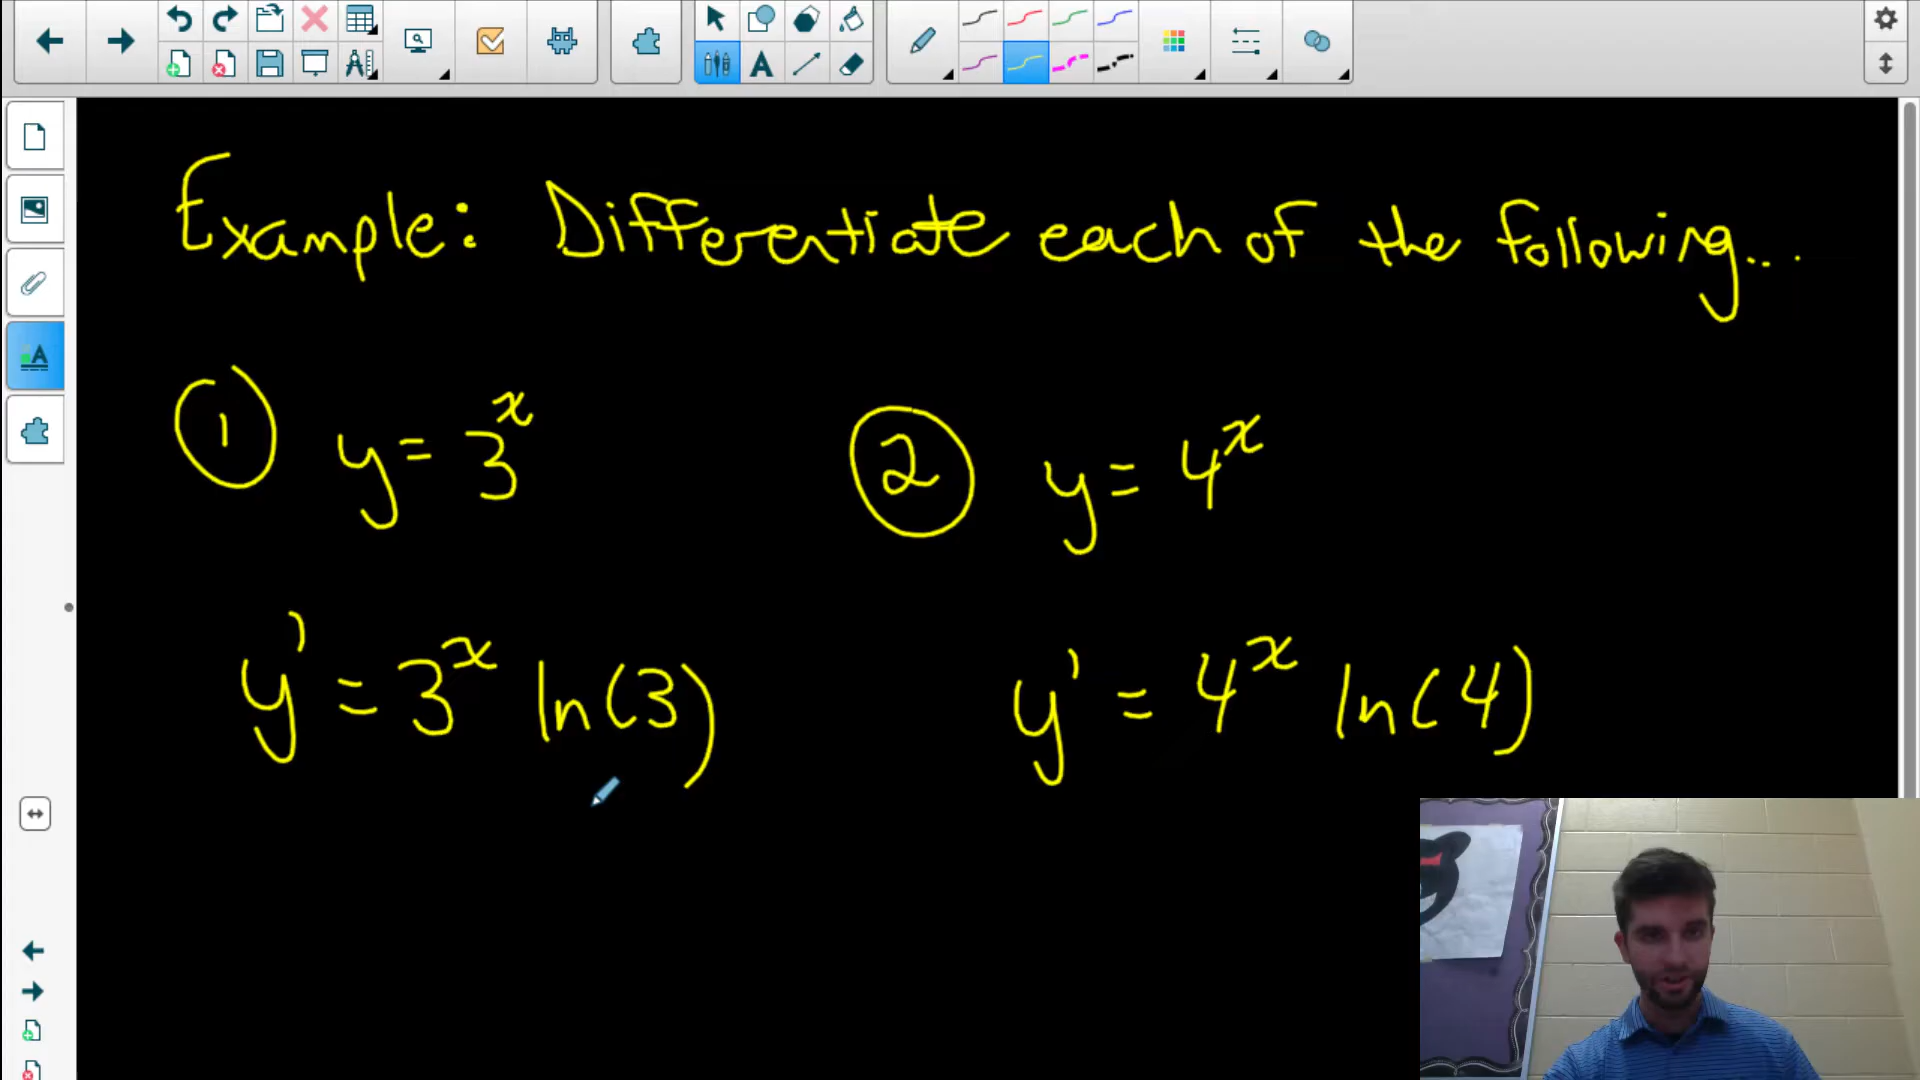 Example: Differentiate each of the following...
① y = 3^x
② y = 4^x
y' = 3^x ln(3)
y' = 4^x ln(4)